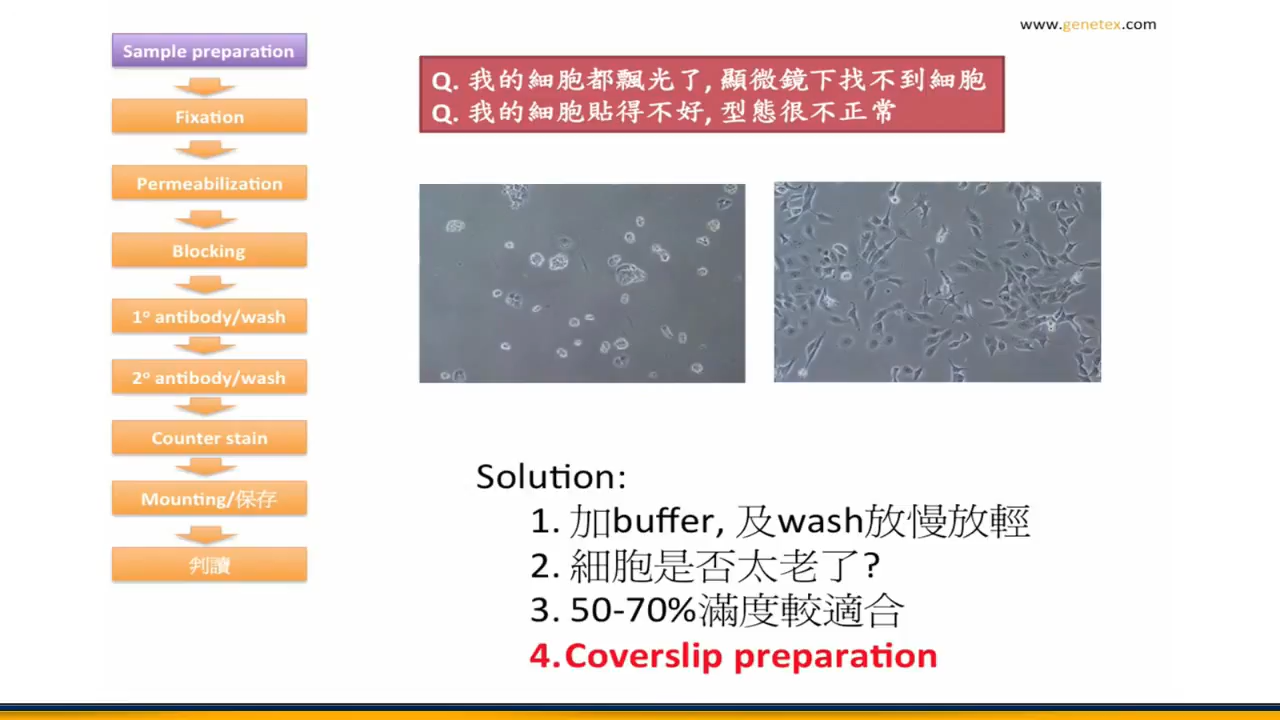 www.genetex.com
Sample preparation
Fixation
Permeabilization
Blocking
1º antibody/wash
2º antibody/wash
Counter stain
Mounting/保存
判讀
Q. 我的細胞都飄光了, 顯微鏡下找不到細胞
Q. 我的細胞貼得不好, 型態很不正常
Solution:
1. 加buffer, 及wash放慢放輕
2. 細胞是否太老了?
3. 50-70%滿度較適合
4. Coverslip preparation